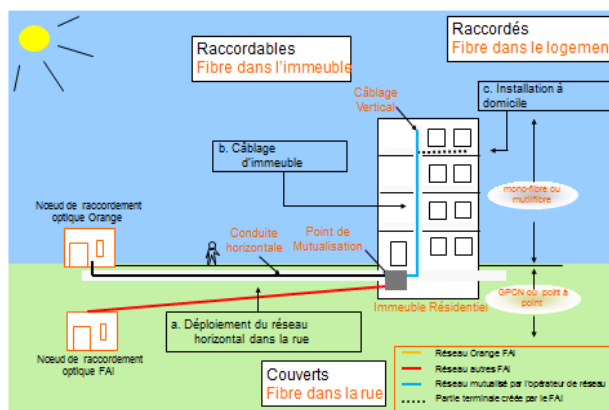 Raccordables
Fibre dans l'immeuble
Raccordés
Fibre dans le logement
Câblage
Vertical
c. Installation à
domicile
b. Câblage
d'immeuble
mono-fibre ou
mutlifibre
Nœud de raccordement
optique Orange
Conduite
horizontale
Point de
Mutualisation
Immeuble Résidentiel
GPON ou point à
point
a. Déploiement du réseau
horizontal dans la rue
Nœud de raccordement
optique FAI
Couverts
Fibre dans la rue
Réseau Orange FAI
Réseau autres FAI
Réseau mutualisé par l'opérateur de réseau
Partie terminale créée par le FAI